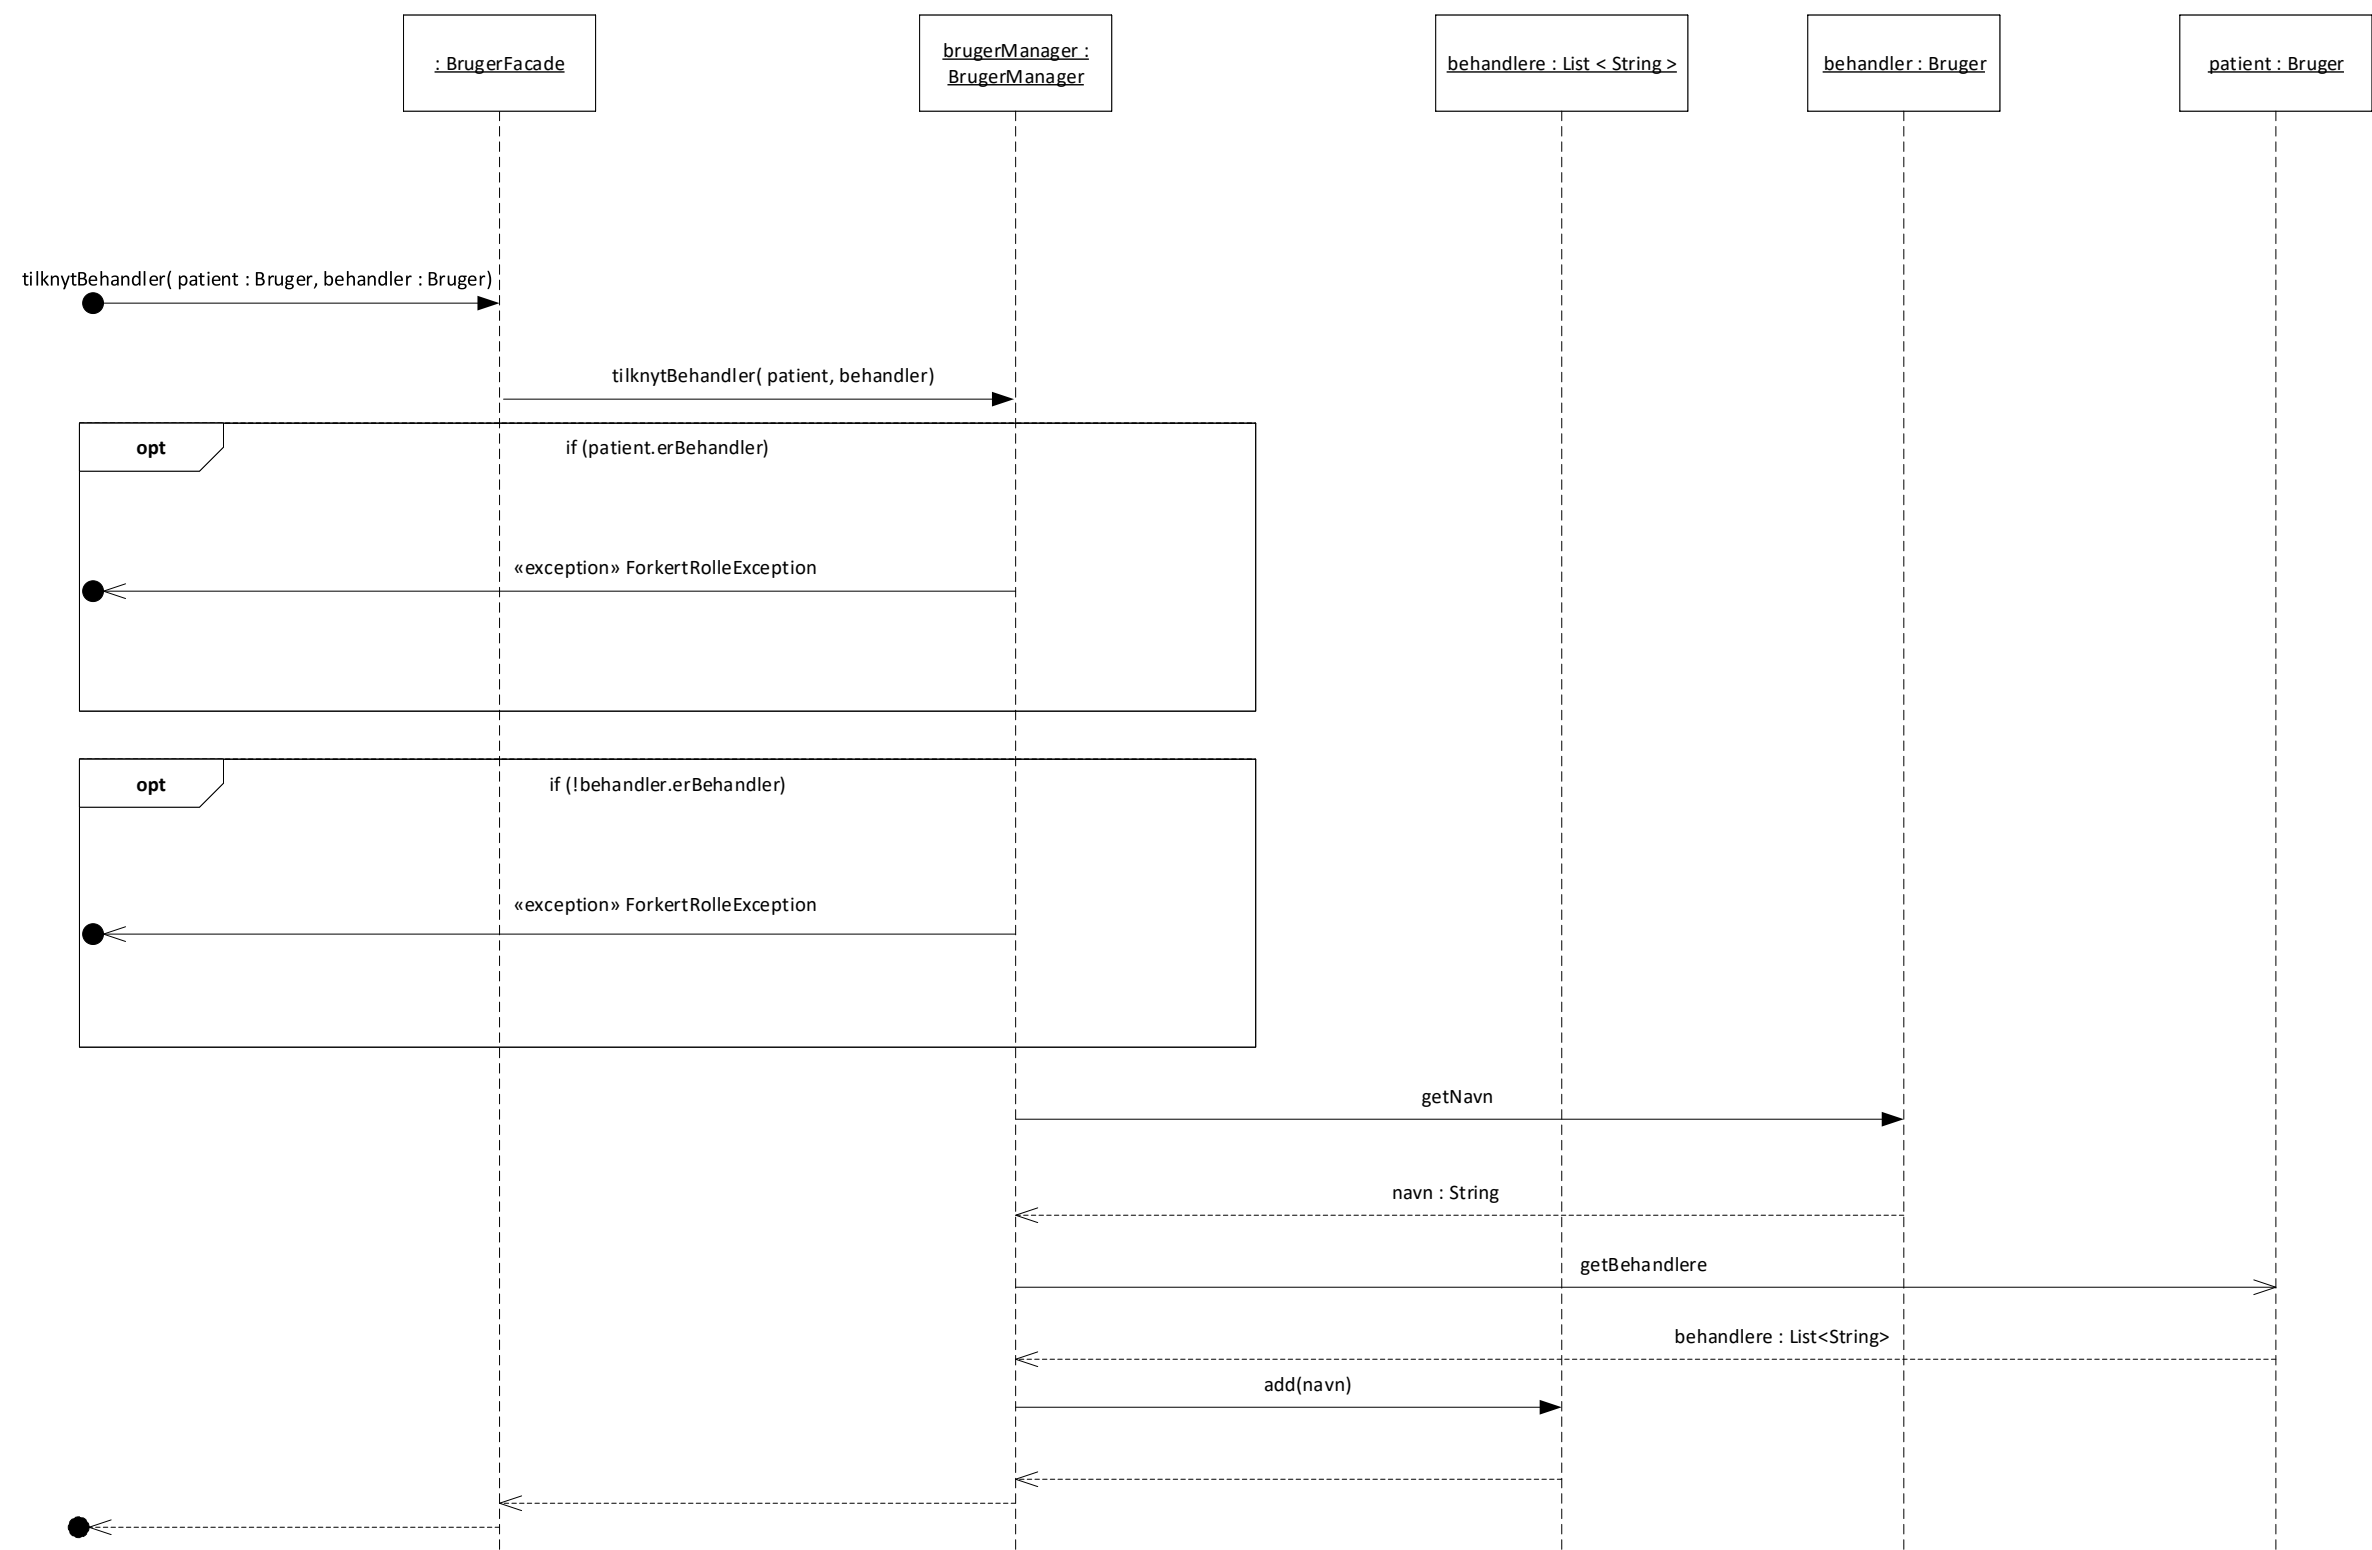 : BrugerFacade
brugerManager :
BrugerManager
behandlere : List < String >
behandler : Bruger
patient : Bruger
tilknytBehandler( patient : Bruger, behandler : Bruger)
tilknytBehandler( patient, behandler)
opt
if (patient.erBehandler)
«exception» ForkertRolleException
opt
if (!behandler.erBehandler)
«exception» ForkertRolleException
getNavn
navn : String
getBehandlere
behandlere : List<String>
add(navn)